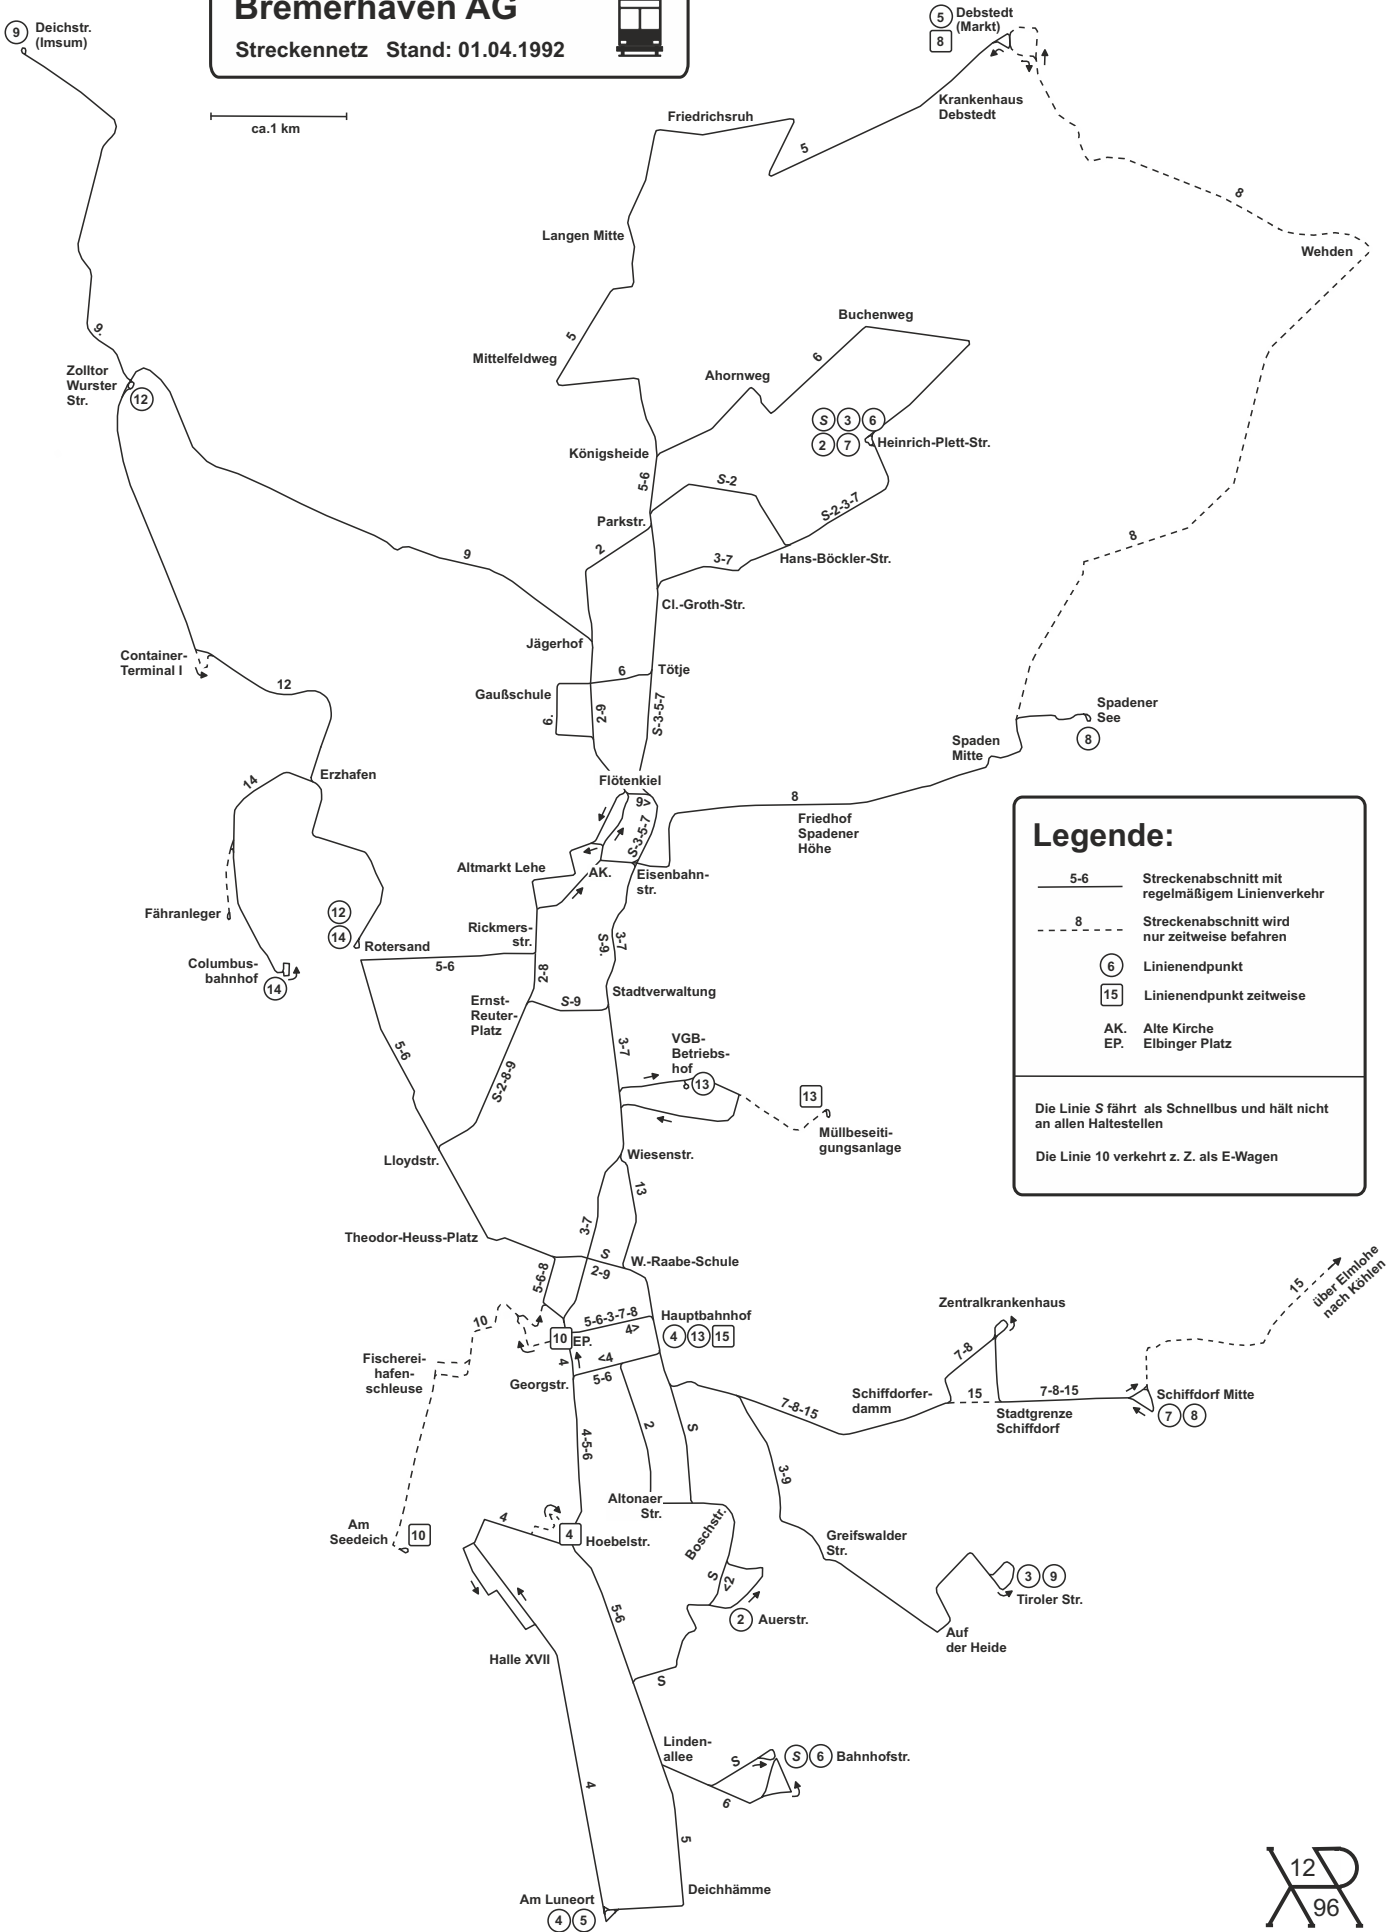 Bremerhaven AG
Streckennetz Stand: 01.04.1992
ca.1 km
9 Deichstr.
(Imsum)
5 Debstedt
(Markt)
8
Krankenhaus
Debstedt
Friedrichsruh
5
8
Wehden
Langen Mitte
5
Mittelfeldweg
Buchenweg
6
Ahornweg
9.
Zolltor
Wurster
Str.
12
S 3 6
2 7
Heinrich-Plett-Str.
Königsheide
5-6
S-2
S-2-3-7
Parkstr.
2
3-7
Hans-Böckler-Str.
9
8
Cl.-Groth-Str.
Jägerhof
Container-
Terminal I
12
6
Tötje
Gaußschule
6.
2-9
S-3-5-7
Spadener
See
8
Spaden
Mitte
Flötenkiel
Erzhafen
14
9>
S-3-5-7
8
Friedhof
Spadener
Höhe
Altmarkt Lehe
AK.
Eisenbahn-
str.
Fähranleger
12
14
Rotersand
Rickmers-
str.
S-9.
3-7
Columbus-
bahnhof
14
5-6
2-8
Stadtverwaltung
Ernst-
Reuter-
Platz
S-9
5-6
3-7
S-2-8-9
VGB-
Betriebs-
hof
13
13
Müllbeseiti-
gungsanlage
Lloydstr.
Wiesenstr.
13
3-7
Theodor-Heuss-Platz
S
2-9
W.-Raabe-Schule
5-6-8
10
10
EP.
5-6-3-7-8
4>
Hauptbahnhof
4 13 15
Fischerei-
hafen-
schleuse
4
<4
5-6
Georgstr.
Zentralkrankenhaus
7-8
15
über Elmlohe
nach Köhlen
7-8-15
Schiffdorfer-
damm
15
7-8-15
Stadtgrenze
Schiffdorf
Schiffdorf Mitte
7 8
4-5-6
2
S
3-9
Altonaer
Str.
Boschstr.
Am
Seedeich
10
4
4
Hoebelstr.
Greifswalder
Str.
S
<2
2
Auerstr.
3 9
Tiroler Str.
Auf
der Heide
5-6
Halle XVII
S
Linden-
allee
S
S 6 Bahnhofstr.
6
4
5
Deichhämme
Am Luneort
4 5
Legende:
5-6 Streckenabschnitt mit
regelmäßigem Linienverkehr
8 Streckenabschnitt wird
nur zeitweise befahren
6 Linienendpunkt
15 Linienendpunkt zeitweise
AK. Alte Kirche
EP. Elbinger Platz
Die Linie S fährt als Schnellbus und hält nicht
an allen Haltestellen
Die Linie 10 verkehrt z. Z. als E-Wagen
12
96